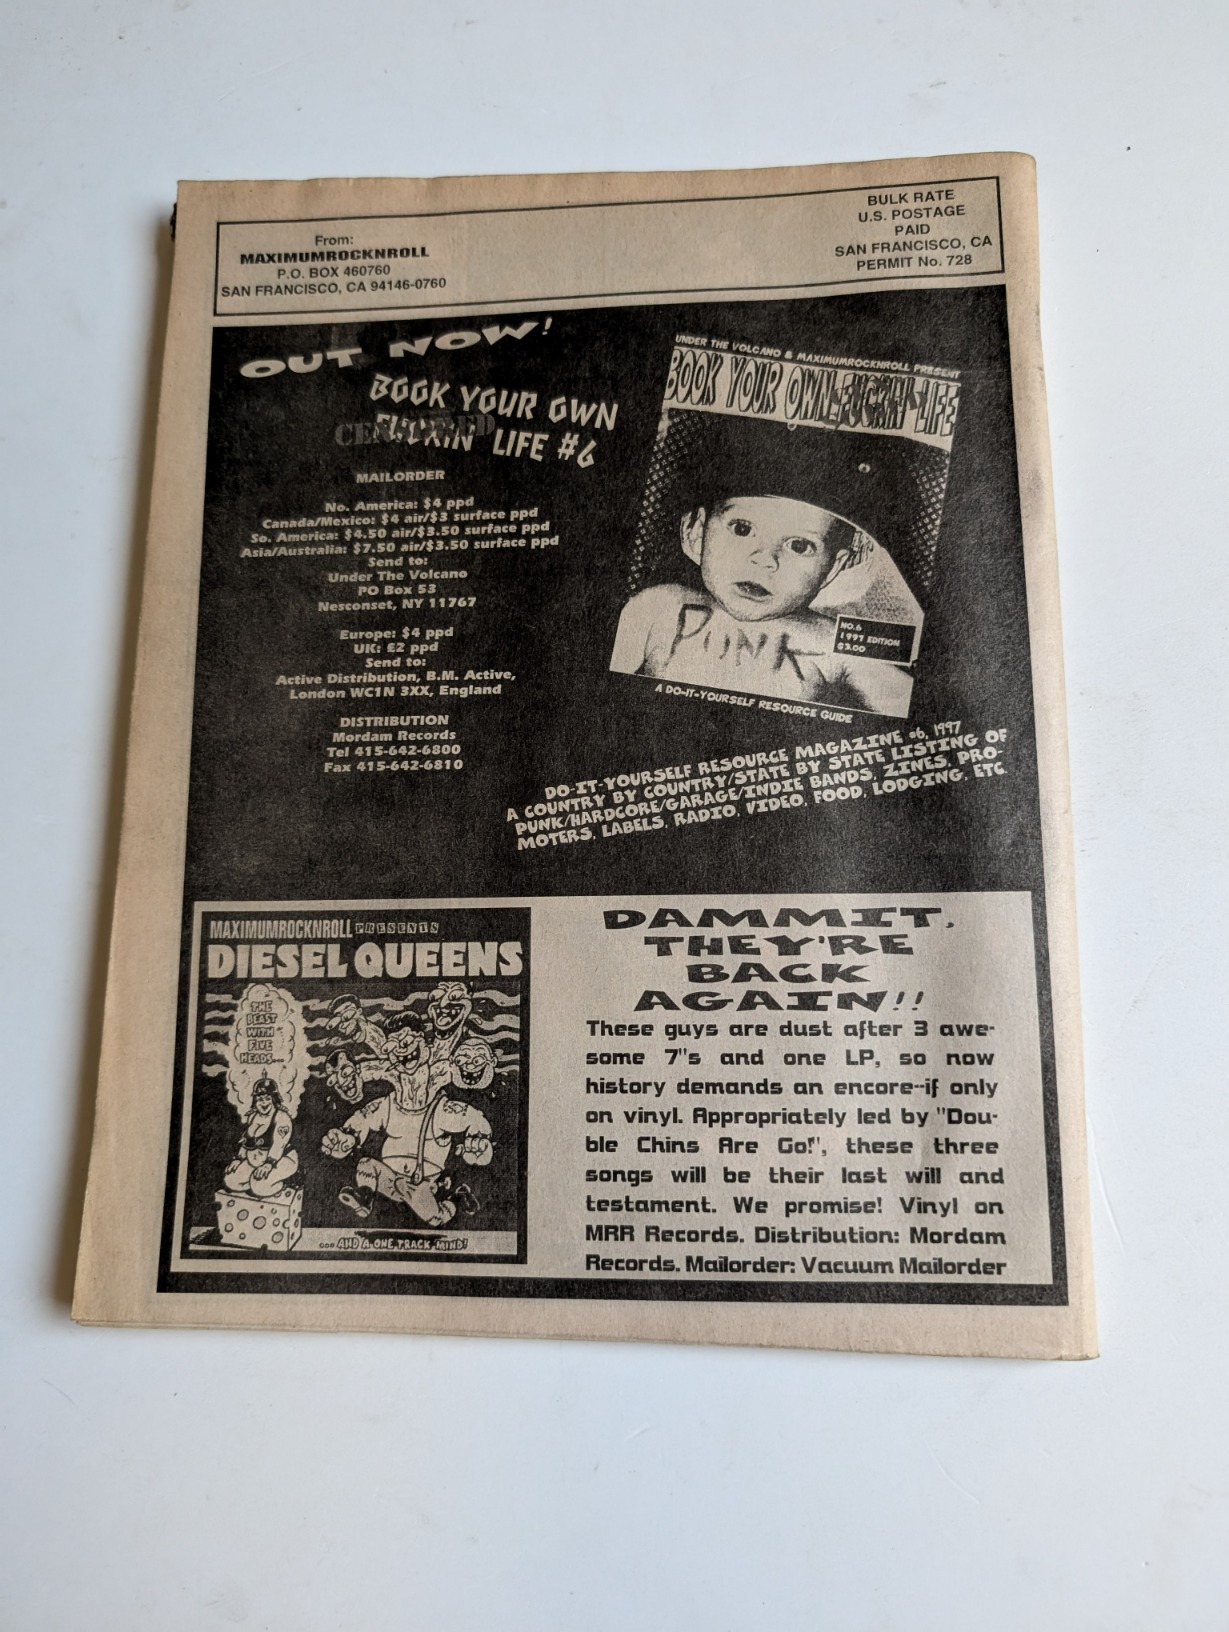 From:
MAXIMUMROCKNROLL
P.O. BOX 460760
SAN FRANCISCO, CA 94146-0760
BULK RATE
U.S. POSTAGE
PAID
SAN FRANCISCO, CA
PERMIT No. 728
OUT NOW!
BOOK YOUR OWN
FUCKIN' LIFE #6
CENSORED
MAILORDER
No. America: $4 ppd
Canada/Mexico: $4 air/$3 surface ppd
So. America: $4.50 air/$3.50 surface ppd
Asia/Australia: $7.50 air/$3.50 surface ppd
Send to:
Under The Volcano
PO Box 53
Nesconset, NY 11767
Europe: $4 ppd
UK: £2 ppd
Send to:
Active Distribution, B.M. Active,
London WC1N 3XX, England
DISTRIBUTION
Mordam Records
Tel 415-642-6800
Fax 415-642-6810
UNDER THE VOLCANO & MAXIMUMROCKNROLL PRESENT
BOOK YOUR OWN FUCKIN' LIFE
PUNK
NO.6
1997 EDITION
$3.00
A DO-IT-YOURSELF RESOURCE GUIDE
DO-IT-YOURSELF RESOURCE MAGAZINE #6, 1997
A COUNTRY BY COUNTRY/STATE BY STATE LISTING OF
PUNK/HARDCORE/GARAGE/INDIE BANDS, ZINES, PRO-
MOTERS, LABELS, RADIO, VIDEO, FOOD, LODGING, ETC.
MAXIMUMROCKNROLL PRESENTS
DIESEL QUEENS
THE
BEAST
WITH
FIVE
HEADS...
...AND A ONE TRACK MIND!
DAMMIT,
THEY'RE
BACK
AGAIN!!
These guys are dust after 3 awe-
some 7"s and one LP, so now
history demands an encore--if only
on vinyl. Appropriately led by "Dou-
ble Chins Are Go!", these three
songs will be their last will and
testament. We promise! Vinyl on
MRR Records. Distribution: Mordam
Records. Mailorder: Vacuum Mailorder